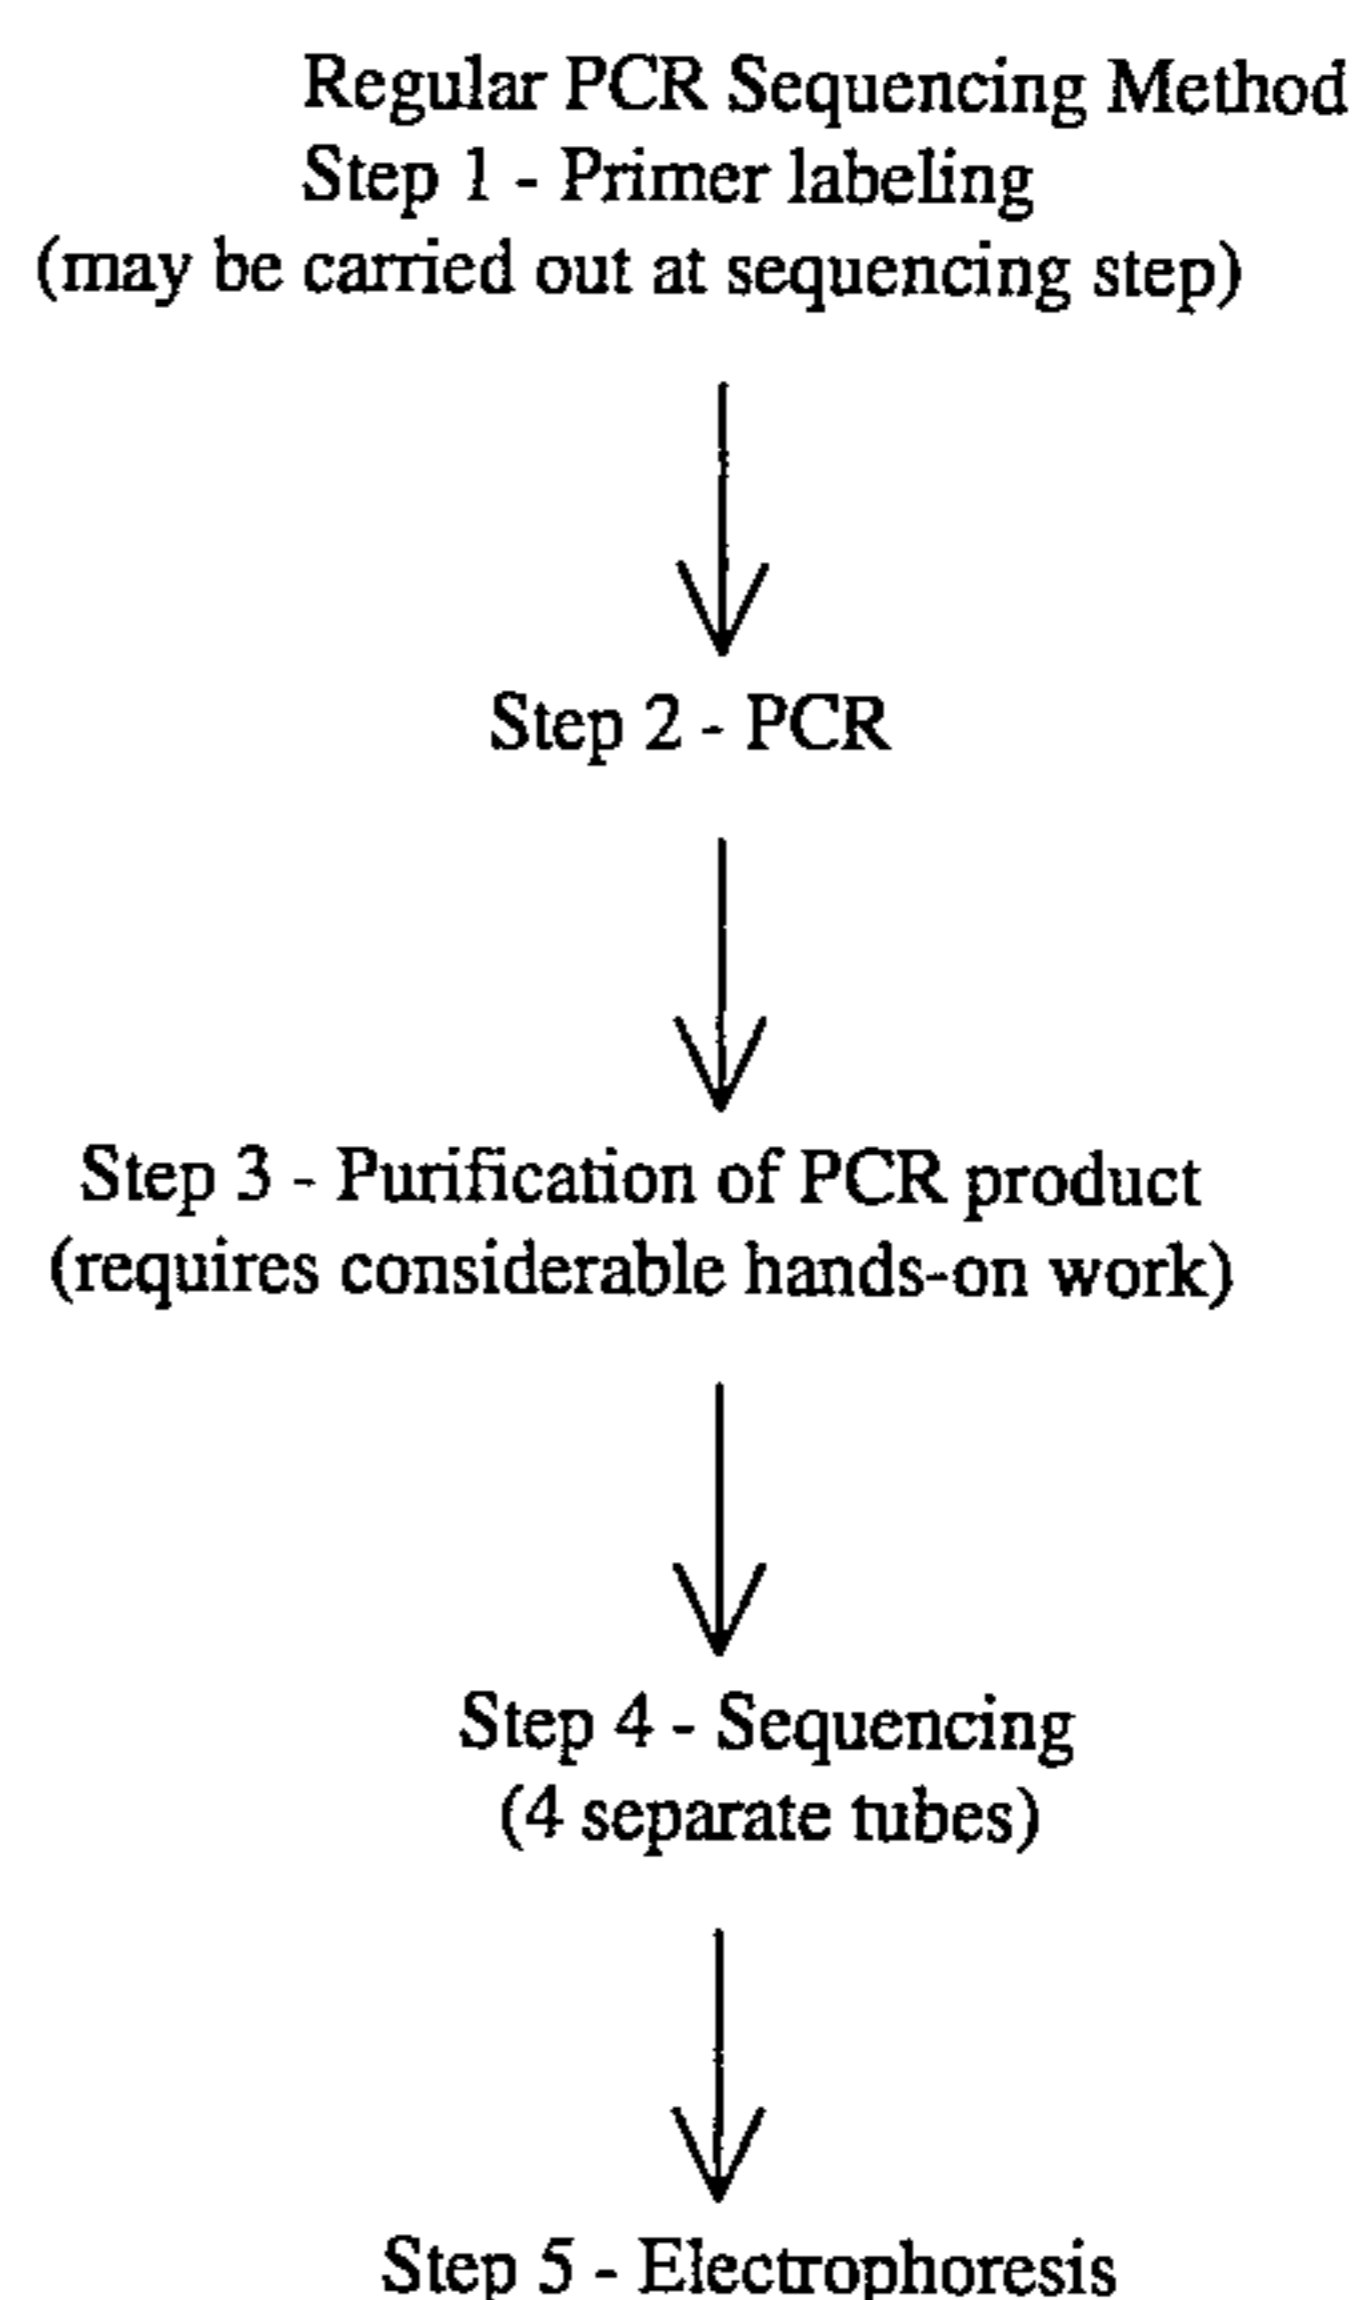 Regular PCR Sequencing Method
Step 1 - Primer labeling
(may be carried out at sequencing step)
Step 2 - PCR
Step 3 - Purification of PCR product
(requires considerable hands-on work)
Step 4 - Sequencing
(4 separate tubes)
Step 5 - Electrophoresis